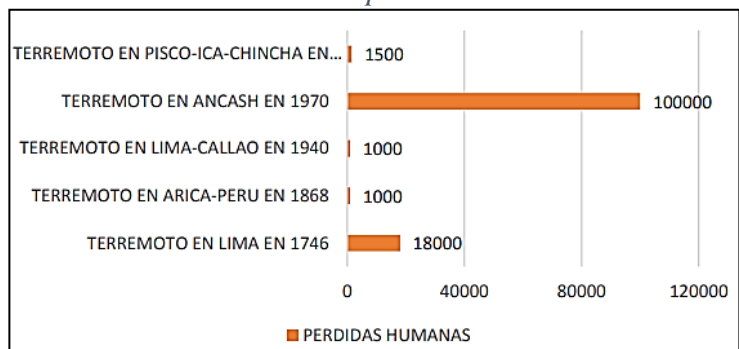 TERREMOTO EN PISCO-ICA-CHINCHA EN... 1500
TERREMOTO EN ANCASH EN 1970 100000
TERREMOTO EN LIMA-CALLAO EN 1940 1000
TERREMOTO EN ARICA-PERU EN 1868 1000
TERREMOTO EN LIMA EN 1746 18000
0 40000 80000 120000
PERDIDAS HUMANAS